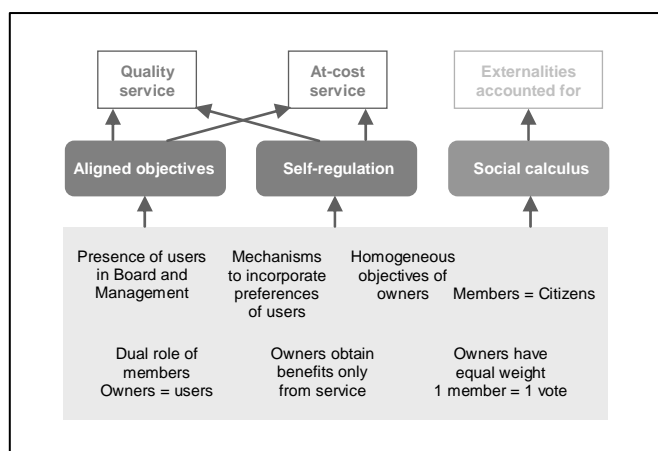 Quality
service
At-cost
service
Externalities
accounted for
Aligned objectives
Self-regulation
Social calculus
Presence of users
in Board and
Management
Mechanisms
to incorporate
preferences
of users
Homogeneous
objectives of
owners
Members = Citizens
Dual role of
members
Owners = users
Owners obtain
benefits only
from service
Owners have
equal weight
1 member = 1 vote